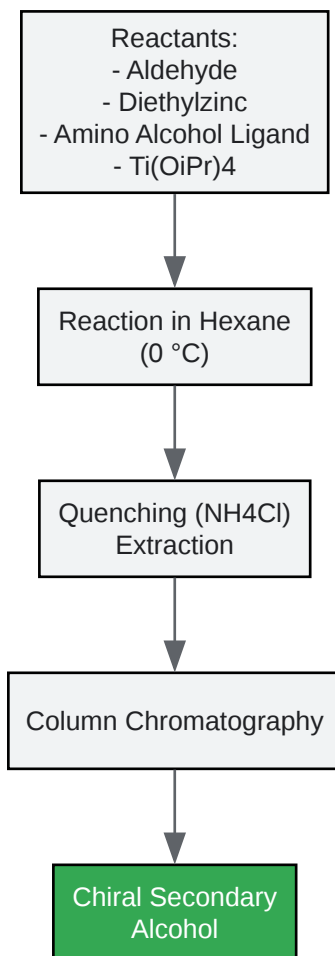 Reactants:
- Aldehyde
- Diethylzinc
- Amino Alcohol Ligand
- Ti(OiPr)4
Reaction in Hexane
(0 °C)
Quenching (NH4Cl)
Extraction
Column Chromatography
Chiral Secondary
Alcohol